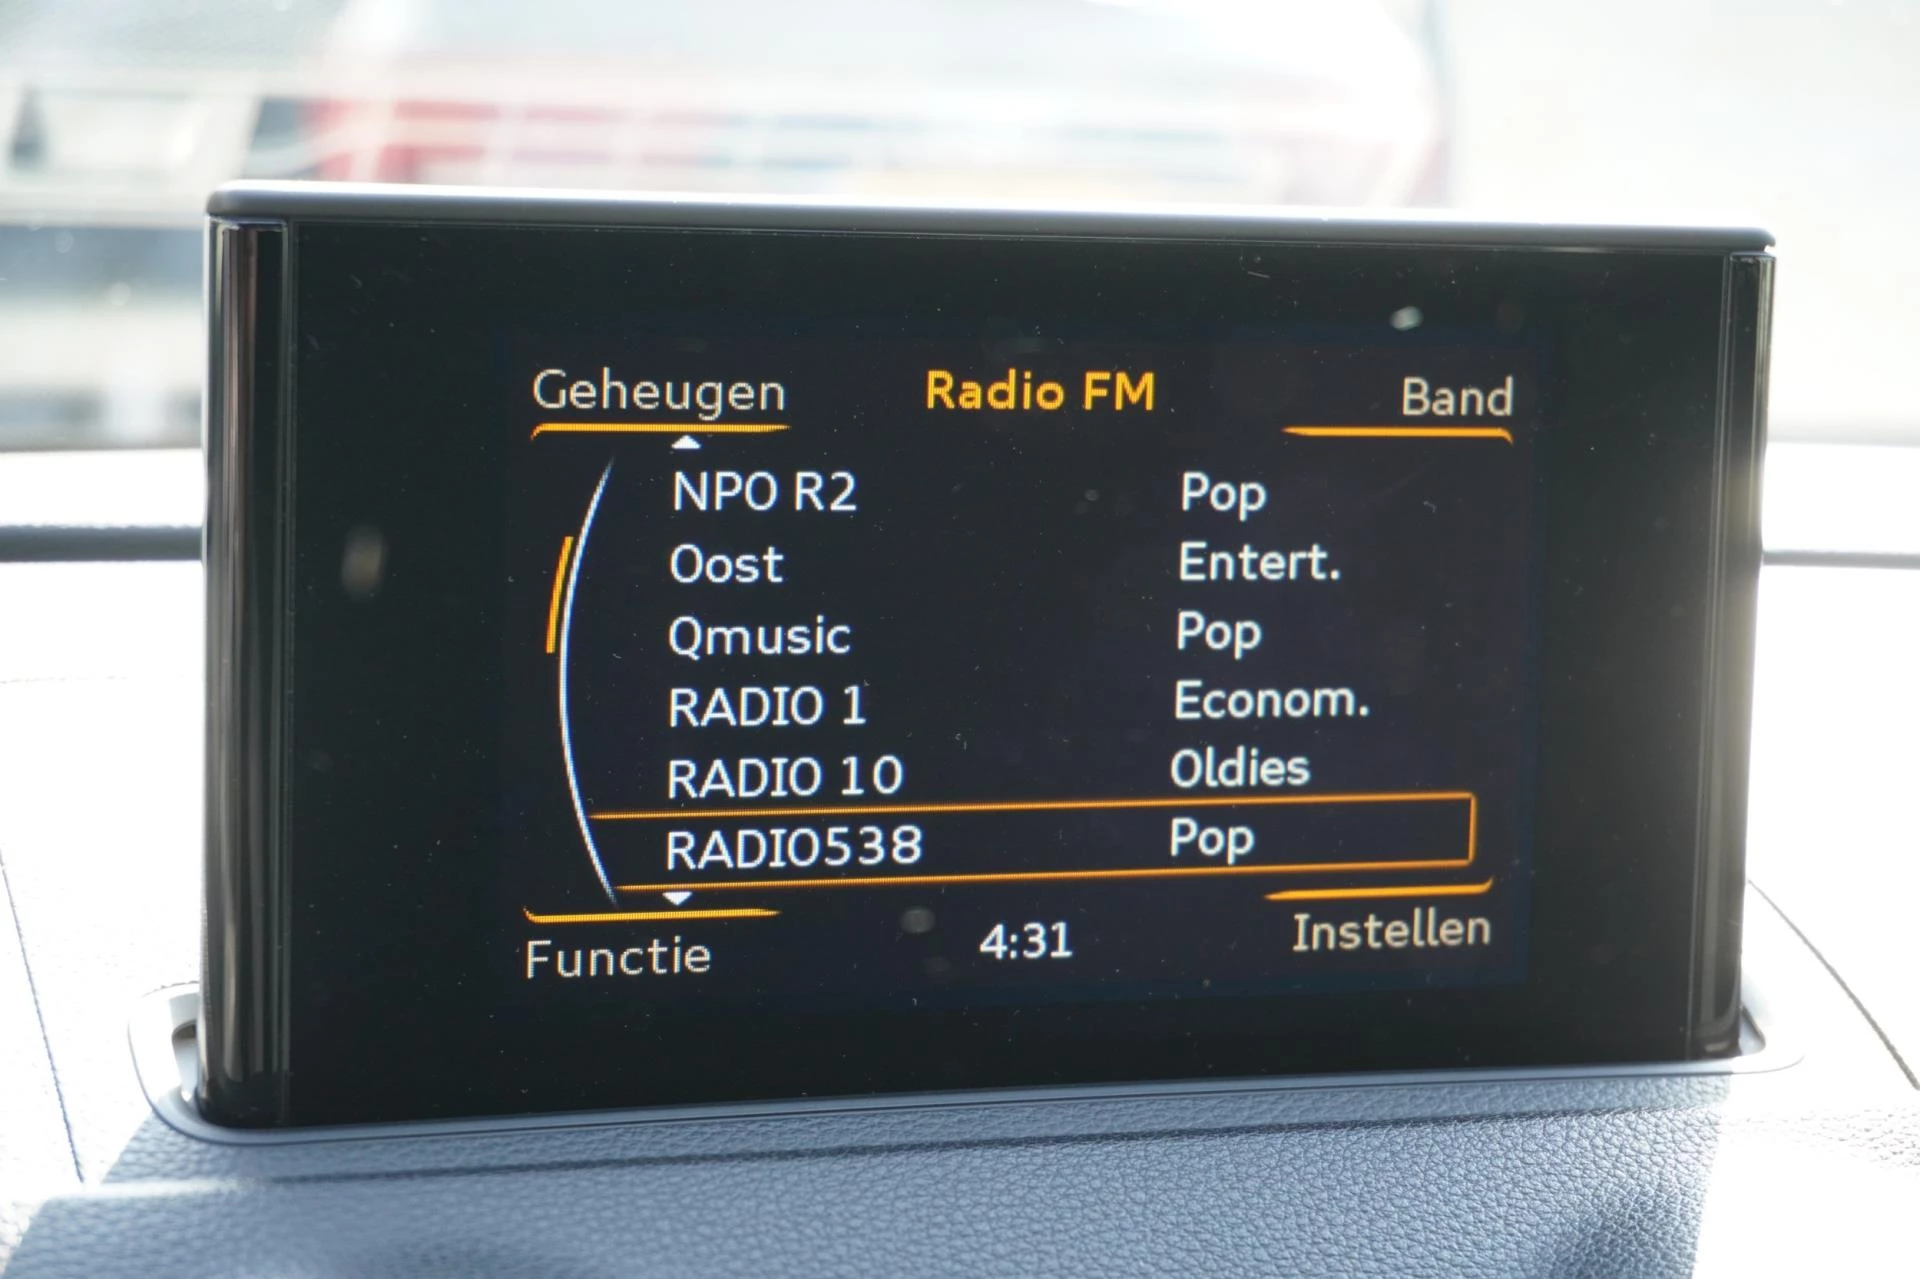 Geheugen Radio FM Band
NPO R2 Pop
Oost Entert.
Qmusic Pop
RADIO 1 Econom.
RADIO 10 Oldies
RADIO538 Pop
Functie 4:31 Instellen